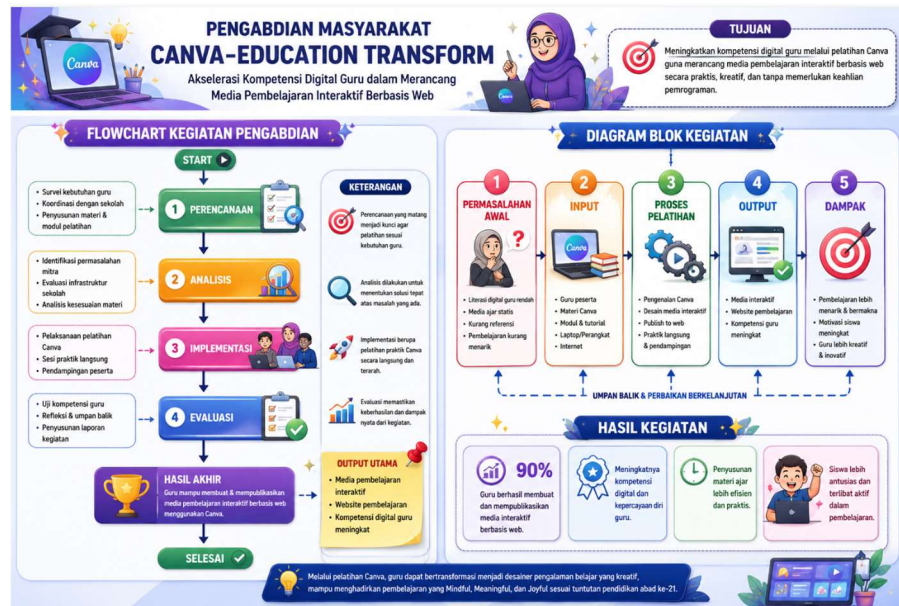 PENGABDIAN MASYARAKAT
CANVA-EDUCATION TRANSFORM
Akselerasi Kompetensi Digital Guru dalam Merancang
Media Pembelajaran Interaktif Berbasis Web
Canva
Canva
TUJUAN
Meningkatkan kompetensi digital guru melalui pelatihan Canva
guna merancang media pembelajaran interaktif berbasis web
secara praktis, kreatif, dan tanpa memerlukan keahlian
pemrograman.
FLOWCHART KEGIATAN PENGABDIAN
START
• Survei kebutuhan guru
• Koordinasi dengan sekolah
• Penyusunan materi &
modul pelatihan
1 PERENCANAAN
• Identifikasi permasalahan
mitra
• Evaluasi infrastruktur
sekolah
• Analisis kesesuaian materi
2 ANALISIS
• Pelaksanaan pelatihan
Canva
• Sesi praktik langsung
• Pendampingan peserta
3 IMPLEMENTASI
• Uji kompetensi guru
• Refleksi & umpan balik
• Penyusunan laporan
kegiatan
4 EVALUASI
HASIL AKHIR
Guru mampu membuat & mempublikasikan
media pembelajaran interaktif berbasis web
menggunakan Canva.
SELESAI
KETERANGAN
Perencanaan yang matang
menjadi kunci agar
pelatihan sesuai
kebutuhan guru.
Analisis dilakukan untuk
menentukan solusi tepat
atas masalah yang ada.
Implementasi berupa
pelatihan praktik Canva
secara langsung dan
terarah.
Evaluasi memastikan
keberhasilan dan dampak
nyata dari kegiatan.
OUTPUT UTAMA
• Media pembelajaran
interaktif
• Website pembelajaran
• Kompetensi digital guru
meningkat
DIAGRAM BLOK KEGIATAN
1
PERMASALAHAN
AWAL
?
• Literasi digital guru rendah
• Media ajar statis
• Kurang referensi
• Pembelajaran kurang
menarik
2
INPUT
Canva
• Guru peserta
• Materi Canva
• Modul & tutorial
• Laptop/Perangkat
• Internet
3
PROSES
PELATIHAN
• Pengenalan Canva
• Desain media interaktif
• Publish to web
• Praktik langsung
& pendampingan
4
OUTPUT
• Media interaktif
• Website pembelajaran
• Kompetensi guru
meningkat
5
DAMPAK
• Pembelajaran lebih
menarik & bermakna
• Motivasi siswa
meningkat
• Guru lebih kreatif
& inovatif
UMPAN BALIK & PERBAIKAN BERKELANJUTAN
HASIL KEGIATAN
90%
Guru berhasil membuat
dan mempublikasikan
media interaktif
berbasis web.
Meningkatnya
kompetensi
digital dan
kepercayaan diri
guru.
Penyusunan
materi ajar
lebih efisien
dan praktis.
Siswa lebih
antusias dan
terlibat aktif
dalam
pembelajaran.
Melalui pelatihan Canva, guru dapat bertransformasi menjadi desainer pengalaman belajar yang kreatif,
mampu menghadirkan pembelajaran yang Mindful, Meaningful, dan Joyful sesuai tuntutan pendidikan abad ke-21.